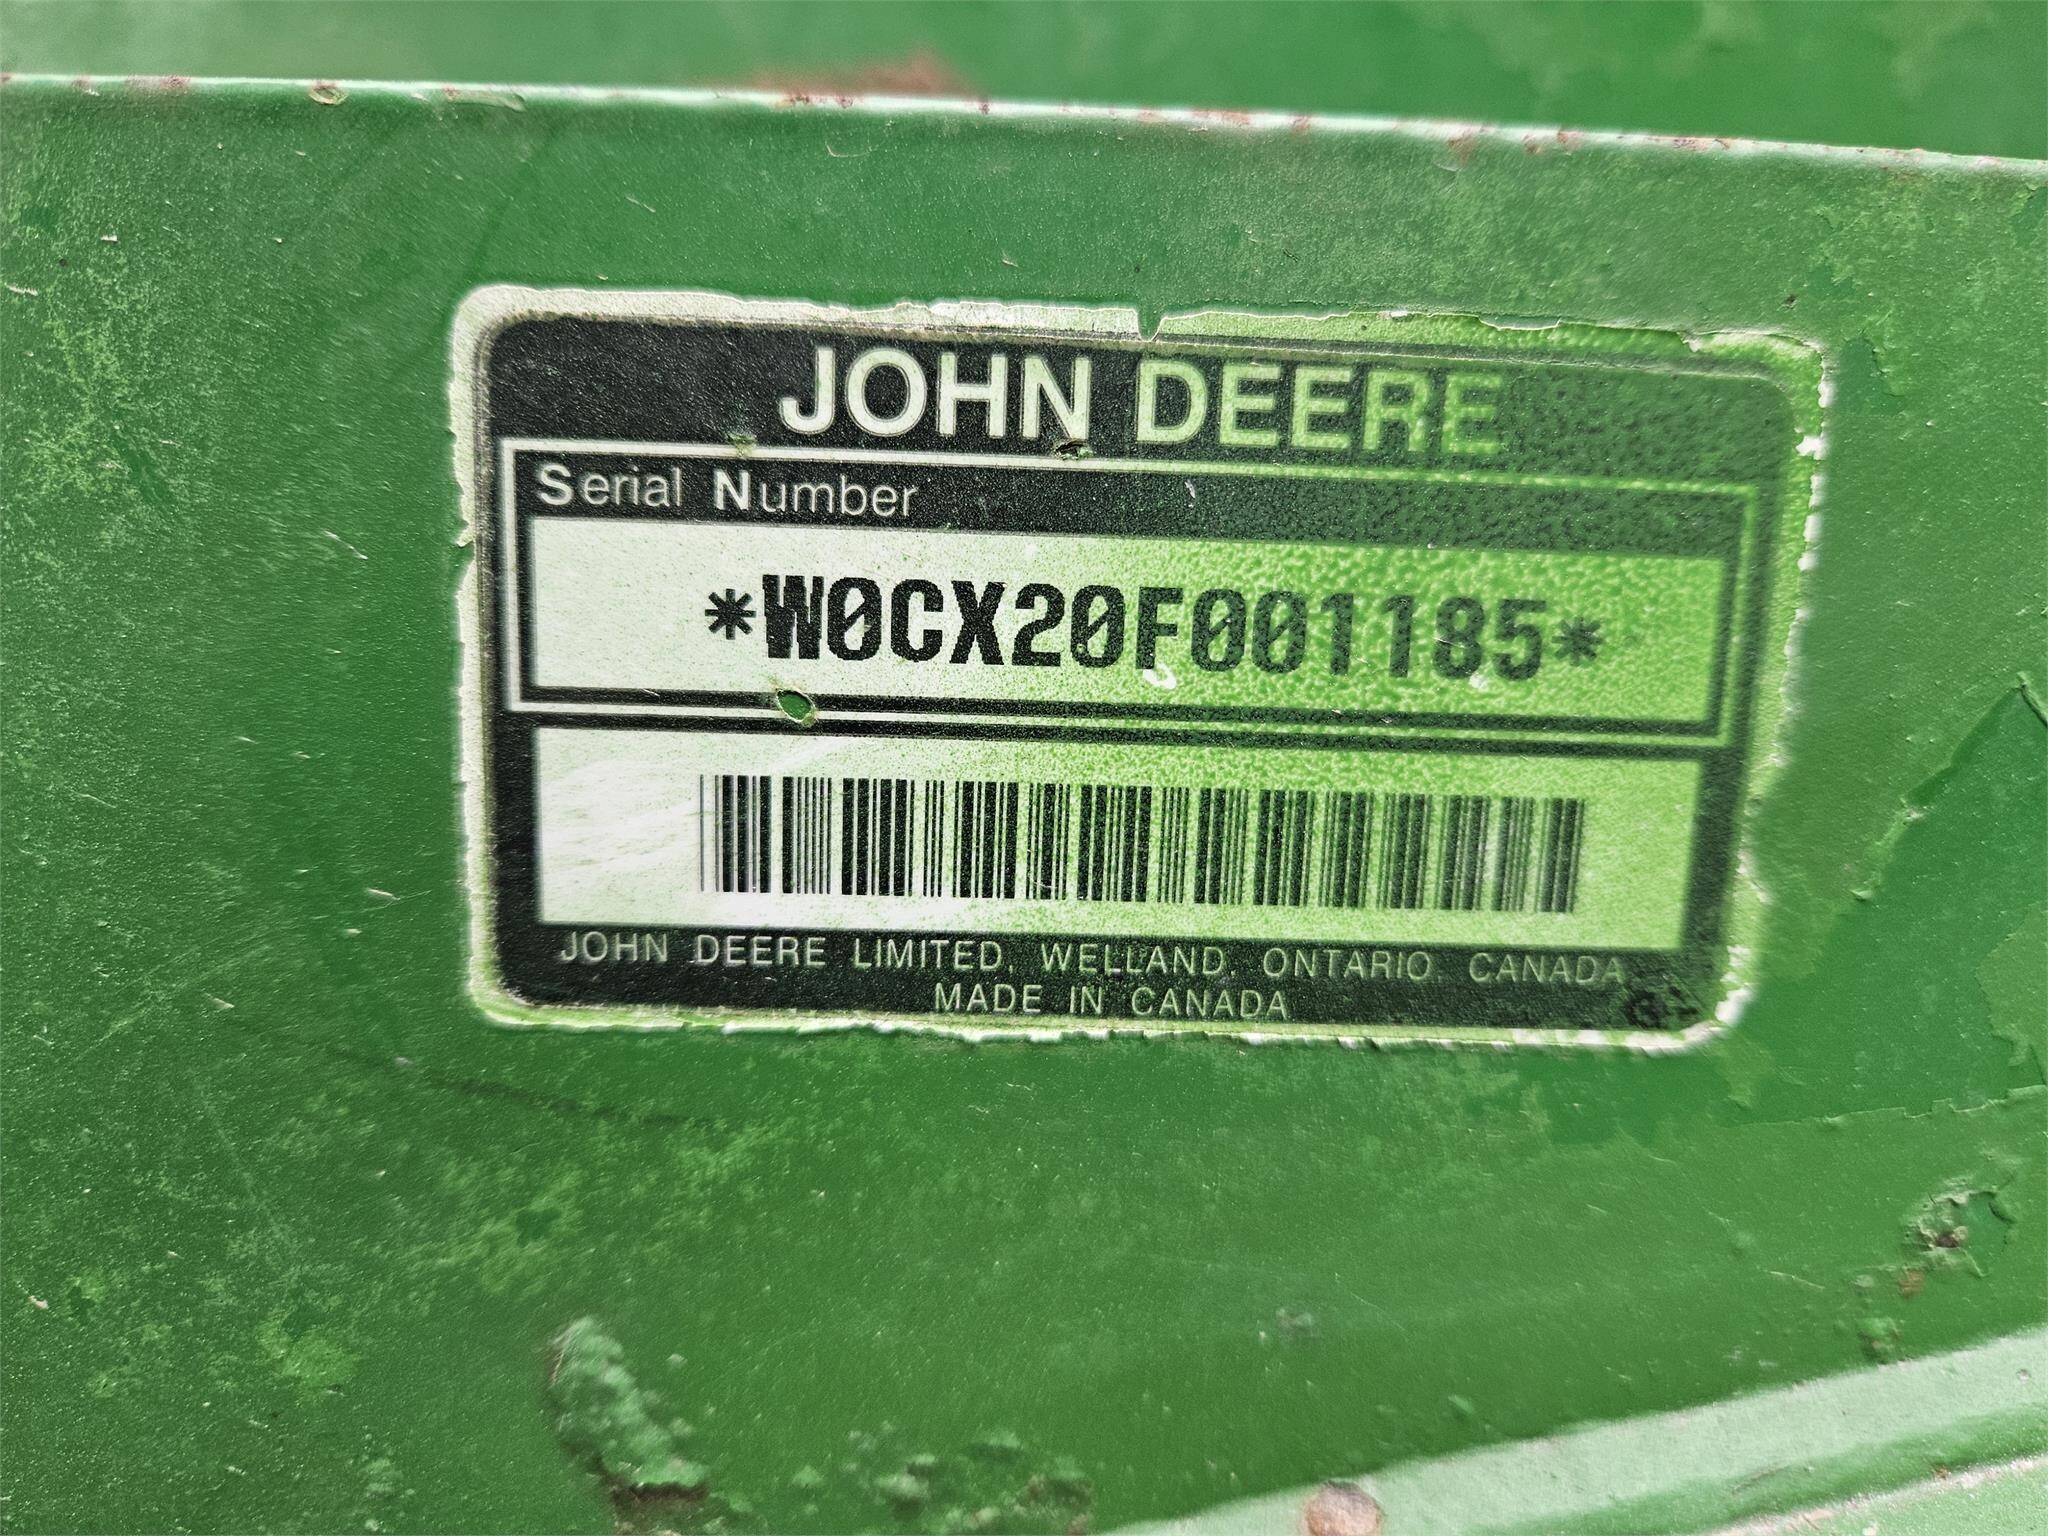 JOHN DEERE
Serial Number
*W0CX20F001185*
JOHN DEERE LIMITED, WELLAND, ONTARIO, CANADA
MADE IN CANADA